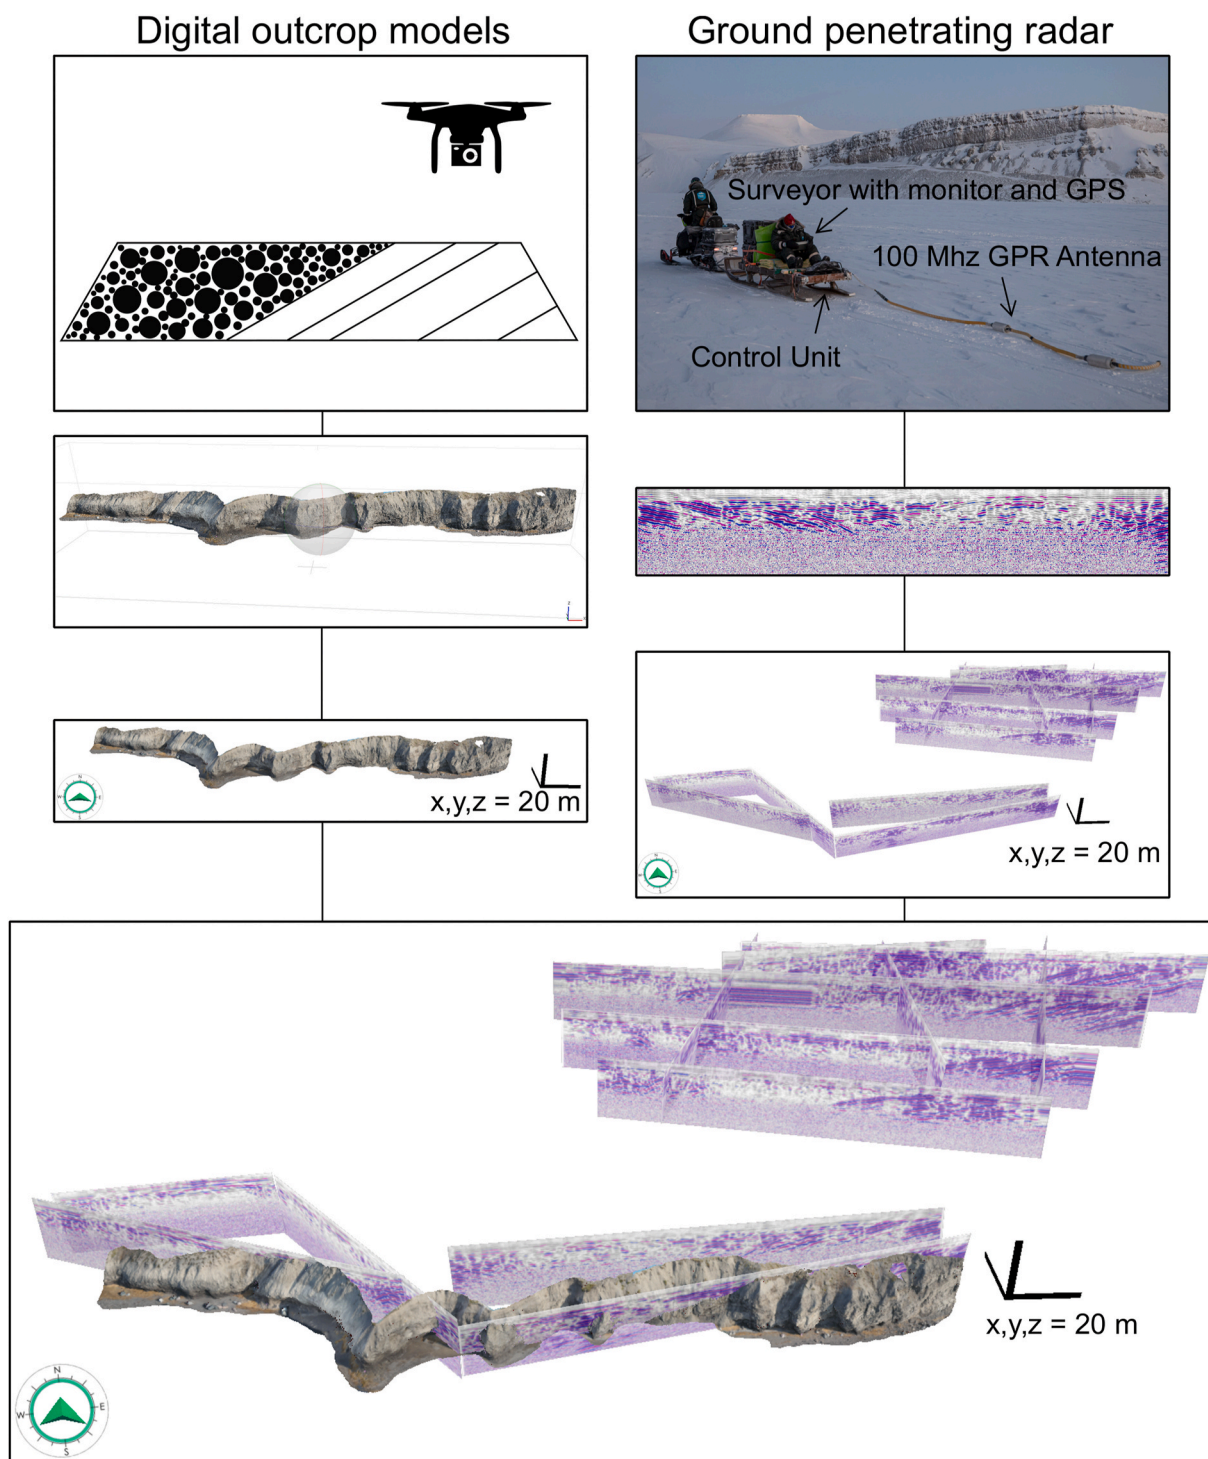 Digital outcrop models
Ground penetrating radar
Surveyor with monitor and GPS
100 Mhz GPR Antenna
Control Unit
x,y,z = 20 m
N
E
S
W
x,y,z = 20 m
N
E
S
W
x,y,z = 20 m
N
E
S
W